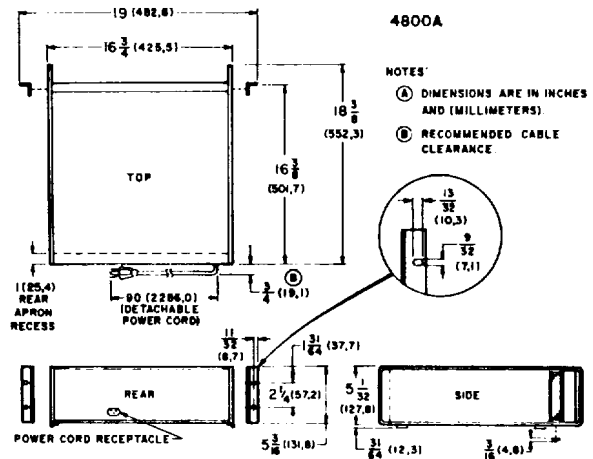 19 (482,6)
4800A
16 3/4 (425,5)
NOTES:
Ⓐ DIMENSIONS ARE IN INCHES
AND (MILLIMETERS).
Ⓑ RECOMMENDED CABLE
CLEARANCE.
18 3/8
(552,3)
16 3/8
(501,7)
TOP
13/32
(10,3)
9/32
(7,1)
1 (25,4)
REAR
APRON
RECESS
90 (2286,0)
(DETACHABLE
POWER CORD)
Ⓑ
3/4 (19,1)
11/32
(8,7)
1 31/64 (37,7)
REAR
2 1/4 (57,2)
5 1/32
(127,8)
SIDE
POWER CORD RECEPTACLE
5 3/16 (131,8)
31/64 (12,3)
3/16 (4,8)